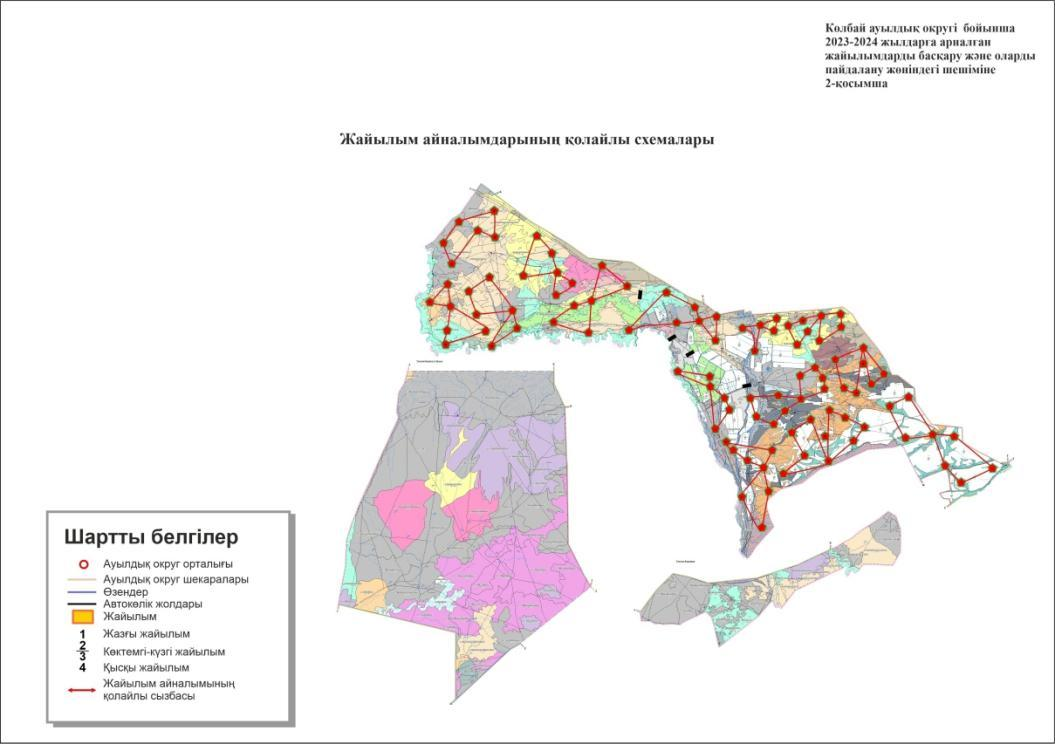 Колбай ауылдық округі бойынша
2023-2024 жылдарға арналған
жайылымдарды басқару және оларды
пайдалану жөніндегі шешіміне
2-қосымша
Жайылым айналымдарының қолайлы схемалары
Шартты белгілер
Ауылдық округ орталығы
Ауылдық округ шекаралары
Өзендер
Автокөлік жолдары
Жайылым
1 Жазғы жайылым
2
3 Көктемгі-күзгі жайылым
4 Қысқы жайылым
Жайылым айналымының
қолайлы сызбасы